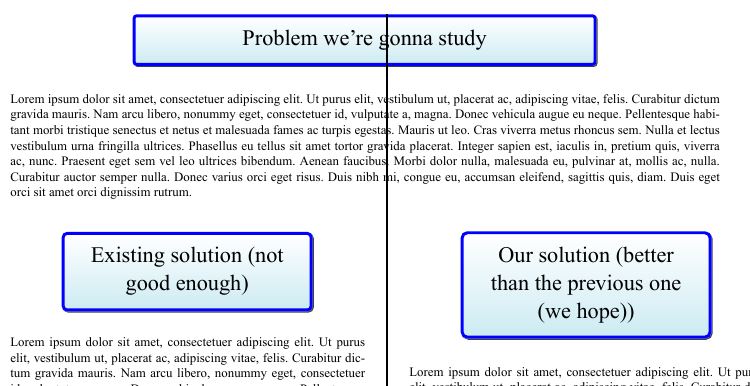 Problem we're gonna study
Lorem ipsum dolor sit amet, consectetuer adipiscing elit. Ut purus elit, vestibulum ut, placerat ac, adipiscing vitae, felis. Curabitur dictum
gravida mauris. Nam arcu libero, nonummy eget, consectetuer id, vulputate a, magna. Donec vehicula augue eu neque. Pellentesque habi-
tant morbi tristique senectus et netus et malesuada fames ac turpis egestas. Mauris ut leo. Cras viverra metus rhoncus sem. Nulla et lectus
vestibulum urna fringilla ultrices. Phasellus eu tellus sit amet tortor gravida placerat. Integer sapien est, iaculis in, pretium quis, viverra
ac, nunc. Praesent eget sem vel leo ultrices bibendum. Aenean faucibus. Morbi dolor nulla, malesuada eu, pulvinar at, mollis ac, nulla.
Curabitur auctor semper nulla. Donec varius orci eget risus. Duis nibh mi, congue eu, accumsan eleifend, sagittis quis, diam. Duis eget
orci sit amet orci dignissim rutrum.
Existing solution (not
good enough)
Lorem ipsum dolor sit amet, consectetuer adipiscing elit. Ut purus
elit, vestibulum ut, placerat ac, adipiscing vitae, felis. Curabitur dic-
tum gravida mauris. Nam arcu libero, nonummy eget, consectetuer
Our solution (better
than the previous one
(we hope))
Lorem ipsum dolor sit amet, consectetuer adipiscing elit. Ut pu